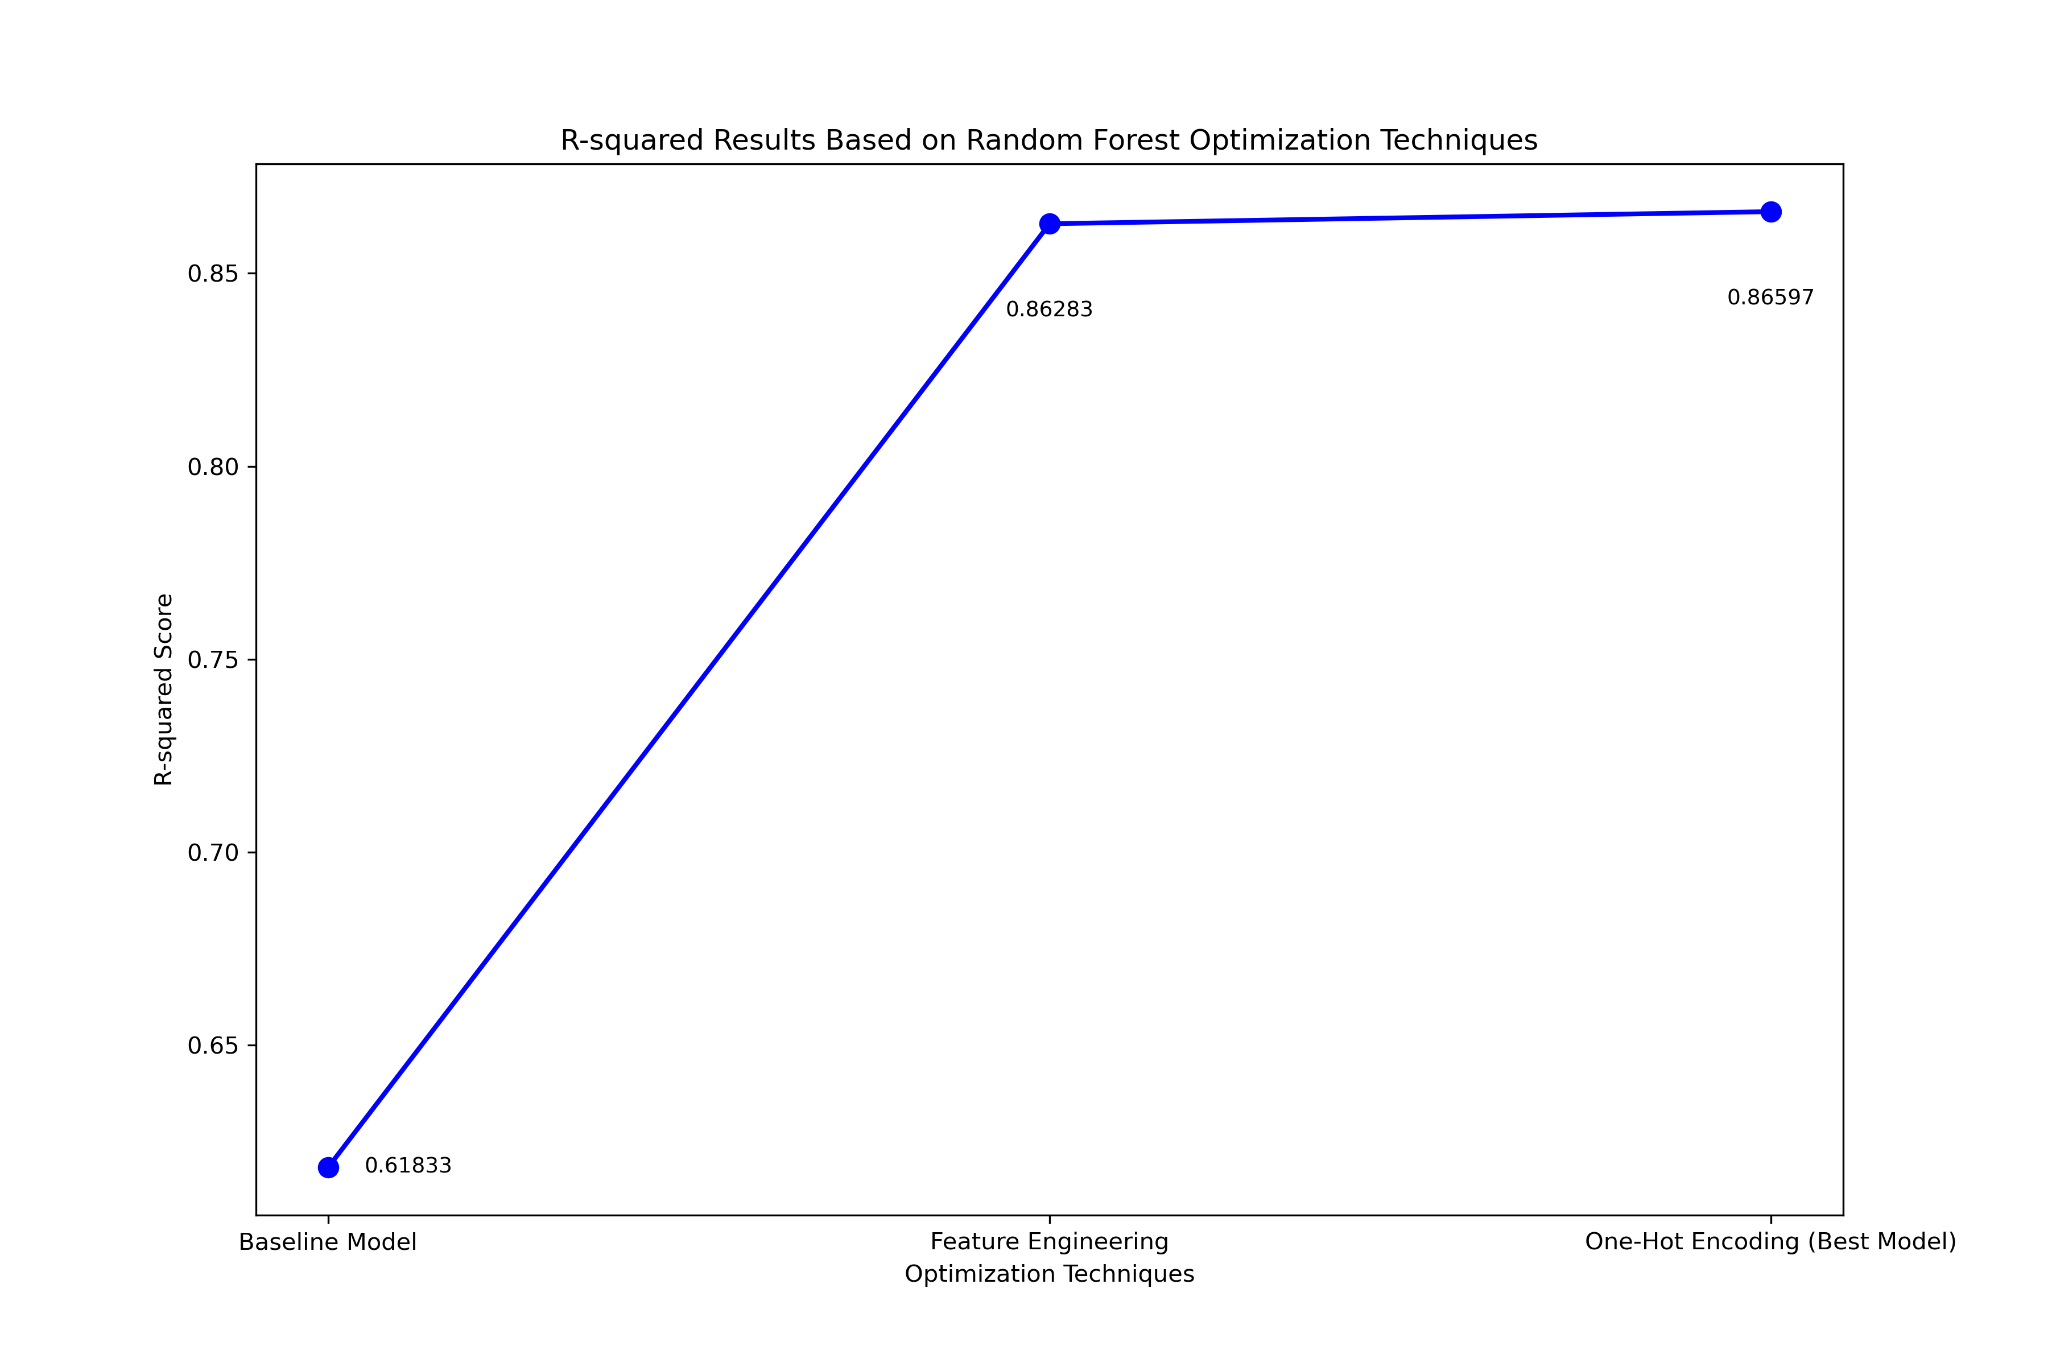 R-squared Results Based on Random Forest Optimization Techniques
R-squared Score
0.85
0.80
0.75
0.70
0.65
0.86283
0.86597
0.61833
Baseline Model
Feature Engineering
One-Hot Encoding (Best Model)
Optimization Techniques